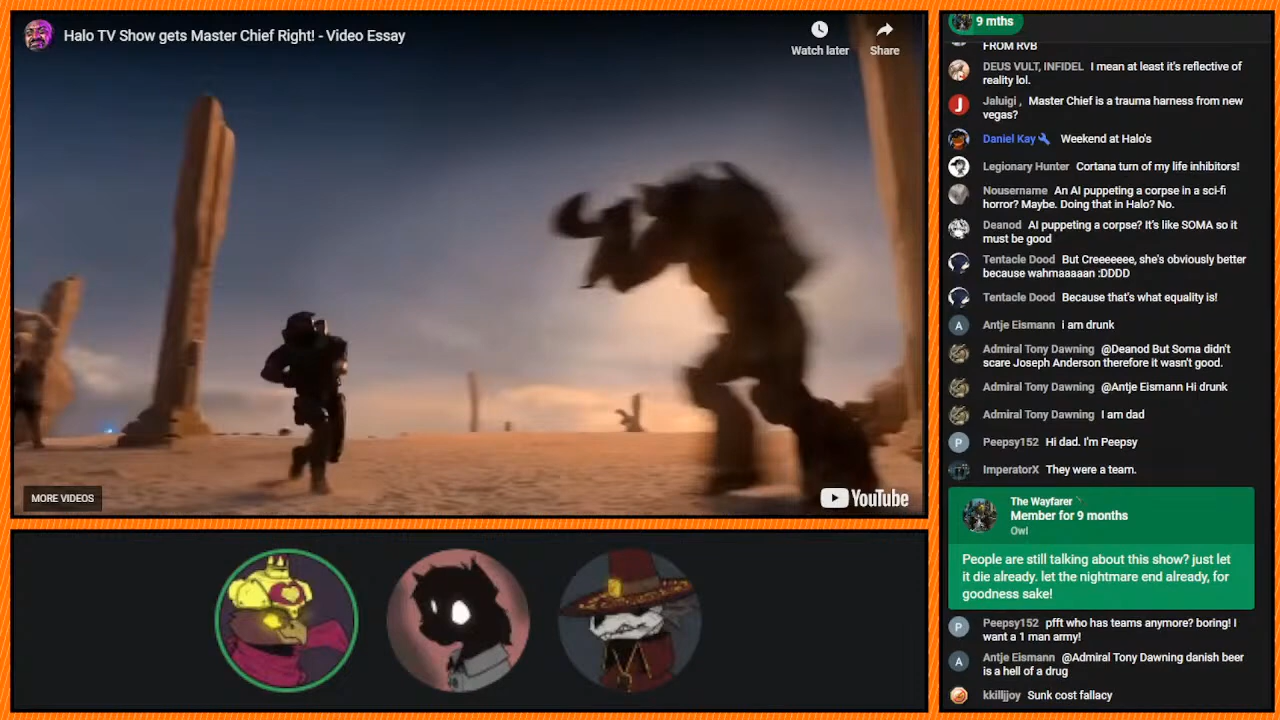 Halo TV Show gets Master Chief Right! - Video Essay
Watch later
Share
MORE VIDEOS
YouTube
9 mths
FROM RVB
DEUS VULT, INFIDEL I mean at least it's reflective of
reality lol.
J
Jaluigi , Master Chief is a trauma harness from new
vegas?
Daniel Kay Weekend at Halo's
Legionary Hunter Cortana turn of my life inhibitors!
Nousername An AI puppeting a corpse in a sci-fi
horror? Maybe. Doing that in Halo? No.
Deanod AI puppeting a corpse? It's like SOMA so it
must be good
Tentacle Dood But Creeeeeee, she's obviously better
because wahmaaaaan :DDDD
Tentacle Dood Because that's what equality is!
A
Antje Eismann i am drunk
Admiral Tony Dawning @Deanod But Soma didn't
scare Joseph Anderson therefore it wasn't good.
Admiral Tony Dawning @Antje Eismann Hi drunk
Admiral Tony Dawning I am dad
P
Peepsy152 Hi dad. I'm Peepsy
ImperatorX They were a team.
The Wayfarer
Member for 9 months
Owl
People are still talking about this show? just let
it die already. let the nightmare end already, for
goodness sake!
P
Peepsy152 pfft who has teams anymore? boring! I
want a 1 man army!
A
Antje Eismann @Admiral Tony Dawning danish beer
is a hell of a drug
kkilljjoy Sunk cost fallacy